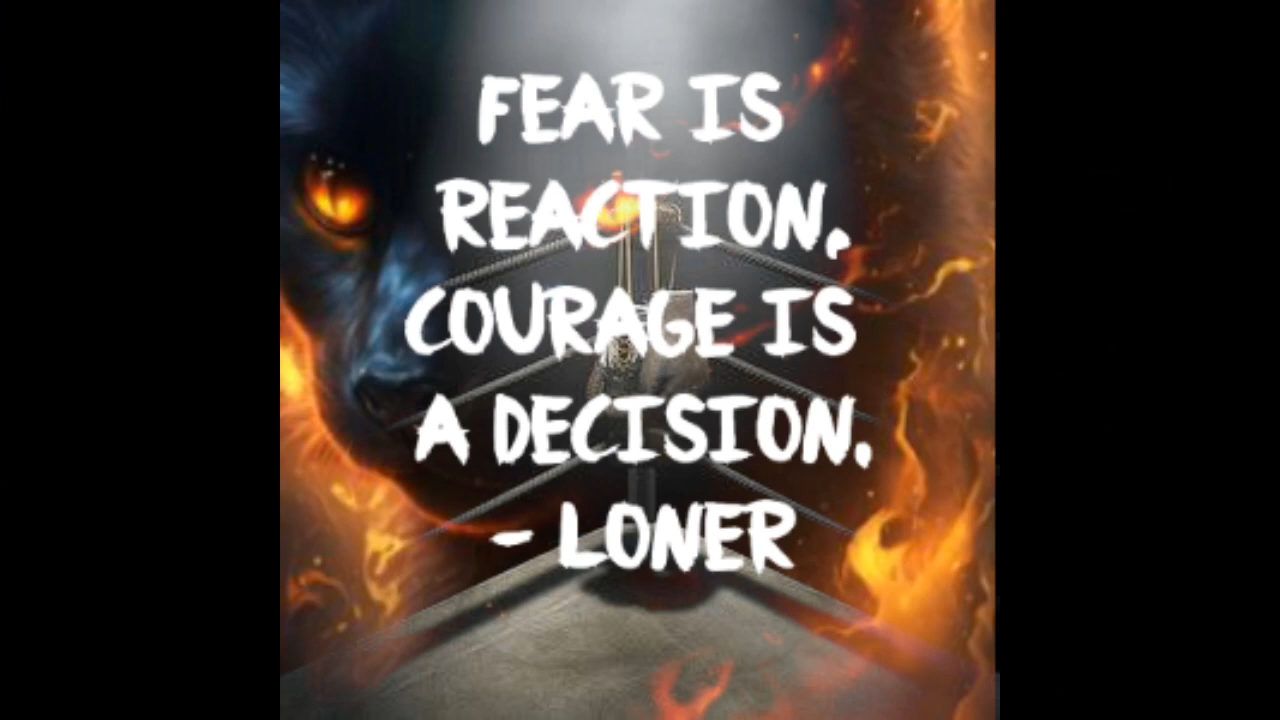 FEAR IS
REACTION.
COURAGE IS
A DECISION.
- LONER